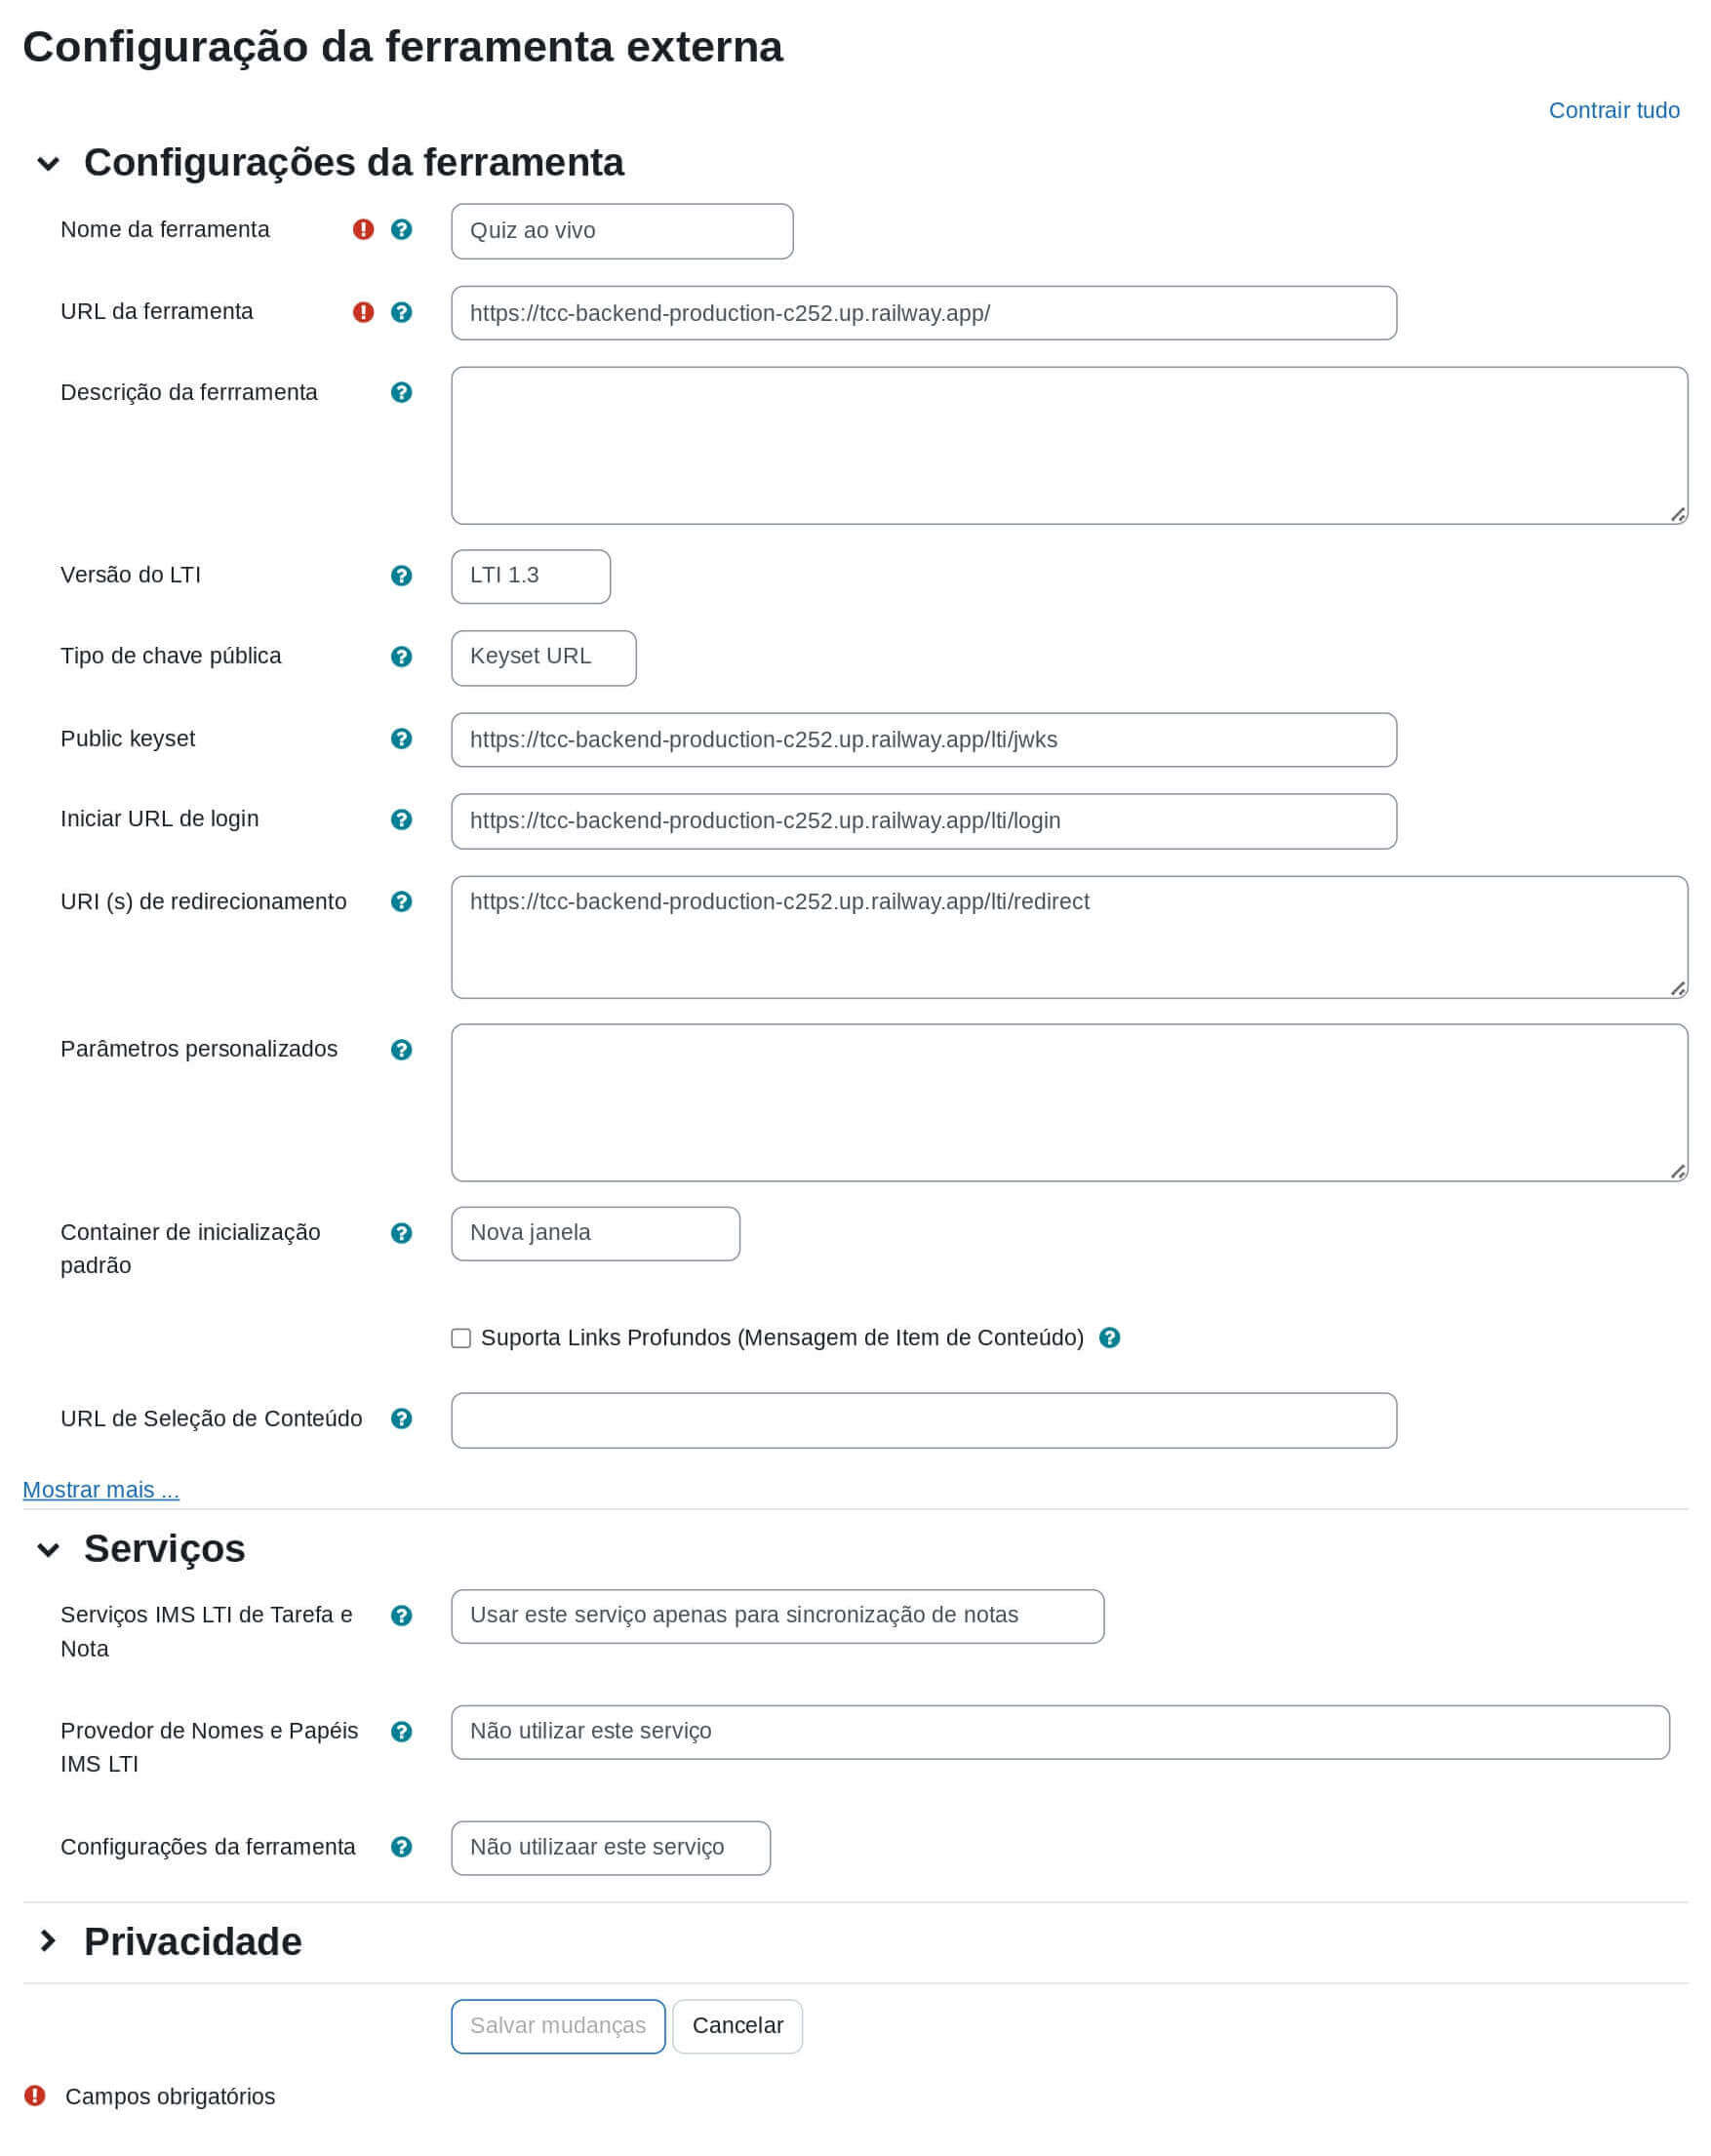 Configuração da ferramenta externa
Contrair tudo
Configurações da ferramenta
Nome da ferramenta
Quiz ao vivo
URL da ferramenta
https://tcc-backend-production-c252.up.railway.app/
Descrição da ferrramenta
Versão do LTI
LTI 1.3
Tipo de chave pública
Keyset URL
Public keyset
https://tcc-backend-production-c252.up.railway.app/lti/jwks
Iniciar URL de login
https://tcc-backend-production-c252.up.railway.app/lti/login
URI (s) de redirecionamento
https://tcc-backend-production-c252.up.railway.app/lti/redirect
Parâmetros personalizados
Container de inicialização
padrão
Nova janela
Suporta Links Profundos (Mensagem de Item de Conteúdo)
URL de Seleção de Conteúdo
Mostrar mais ...
Serviços
Serviços IMS LTI de Tarefa e
Nota
Usar este serviço apenas para sincronização de notas
Provedor de Nomes e Papéis
IMS LTI
Não utilizar este serviço
Configurações da ferramenta
Não utilizaar este serviço
Privacidade
Salvar mudanças
Cancelar
Campos obrigatórios